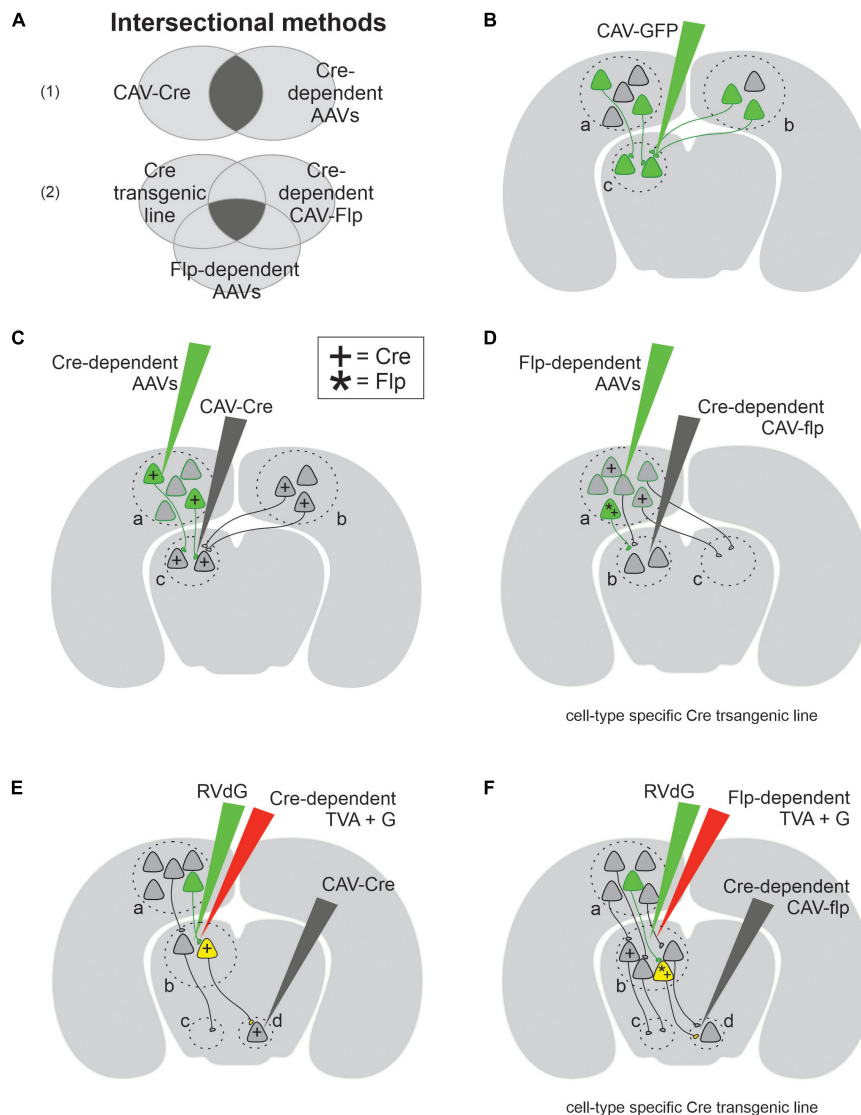 A
Intersectional methods
(1)
CAV-Cre
Cre-
dependent
AAVs
(2)
Cre
transgenic
line
Cre-
dependent
CAV-Flp
Flp-dependent
AAVs
B
CAV-GFP
a
b
c
C
Cre-dependent
AAVs
CAV-Cre
+ = Cre
* = Flp
+
+
+
+
a
b
c
+
+
D
Flp-dependent
AAVs
Cre-dependent
CAV-flp
+
+
a
*+
b
c
cell-type specific Cre trsangenic line
E
RVdG
Cre-dependent
TVA + G
CAV-Cre
a
+
b
c
d
+
F
RVdG
Flp-dependent
TVA + G
Cre-dependent
CAV-flp
a
+
b
*+
c
d
cell-type specific Cre transgenic line